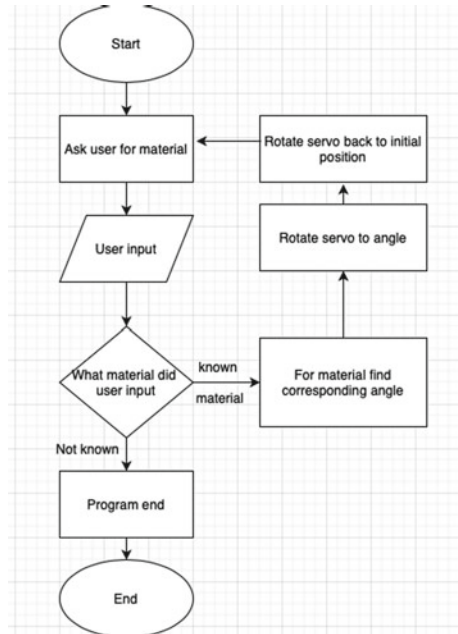 Start
Ask user for material
Rotate servo back to initial
position
User input
Rotate servo to angle
What material did
user input
known
material
For material find
corresponding angle
Not known
Program end
End